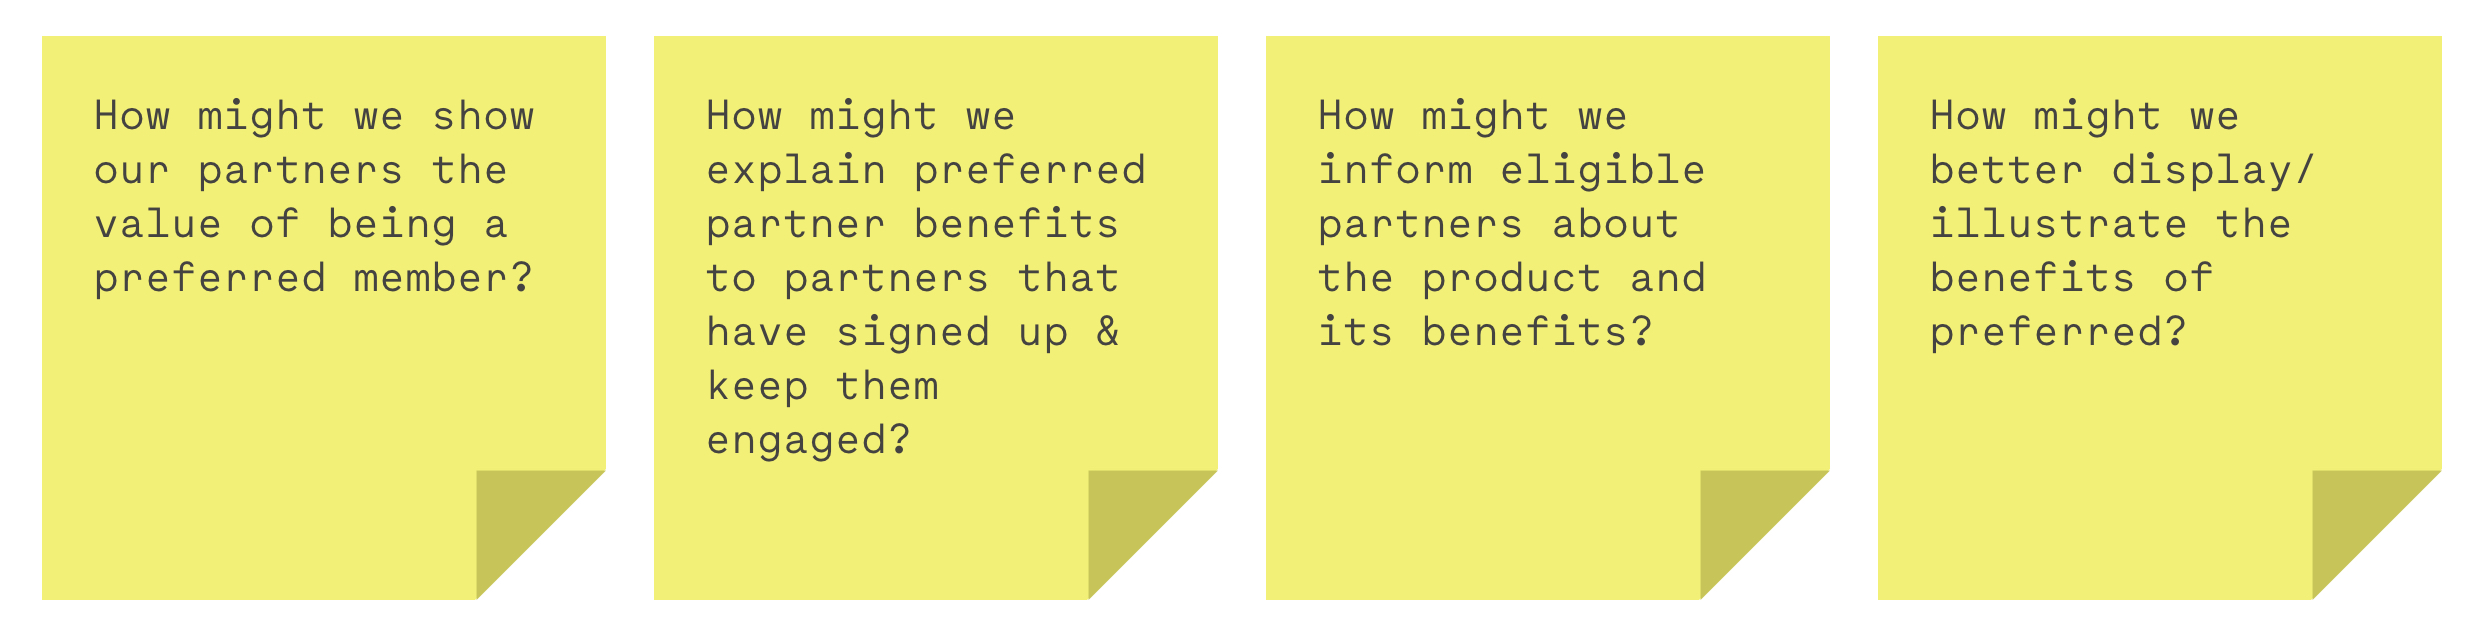 How might we show
our partners the
value of being a
preferred member?
How might we
explain preferred
partner benefits
to partners that
have signed up &
keep them
engaged?
How might we
inform eligible
partners about
the product and
its benefits?
How might we
better display/
illustrate the
benefits of
preferred?